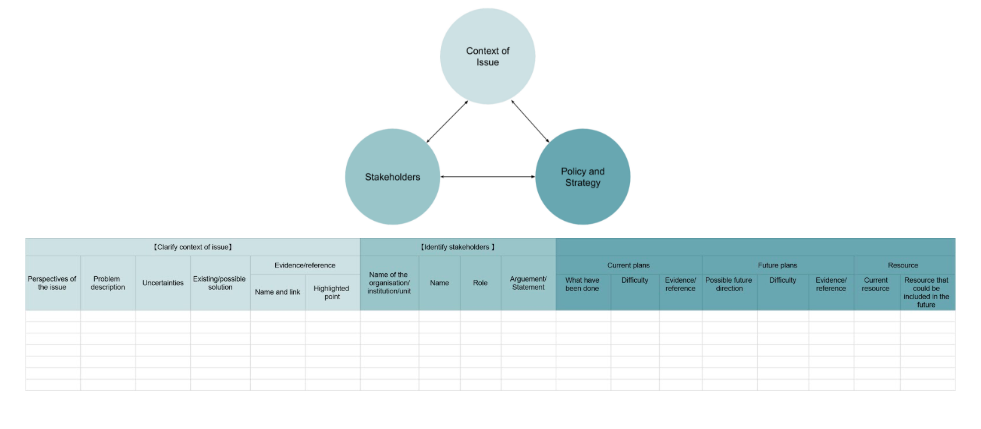 Context of
Issue
Stakeholders
Policy and
Strategy
【Clarify context of issue】
【Identify stakeholders 】
Perspectives of
the issue
Problem
description
Uncertainties
Existing/possible
solution
Evidence/reference
Name and link
Highlighted
point
Name of the
organisation/
institution/unit
Name
Role
Arguement/
Statement
Current plans
Future plans
Resource
What have
been done
Difficulty
Evidence/
reference
Possible future
direction
Difficulty
Evidence/
reference
Current
resource
Resource that
could be
included in the
future